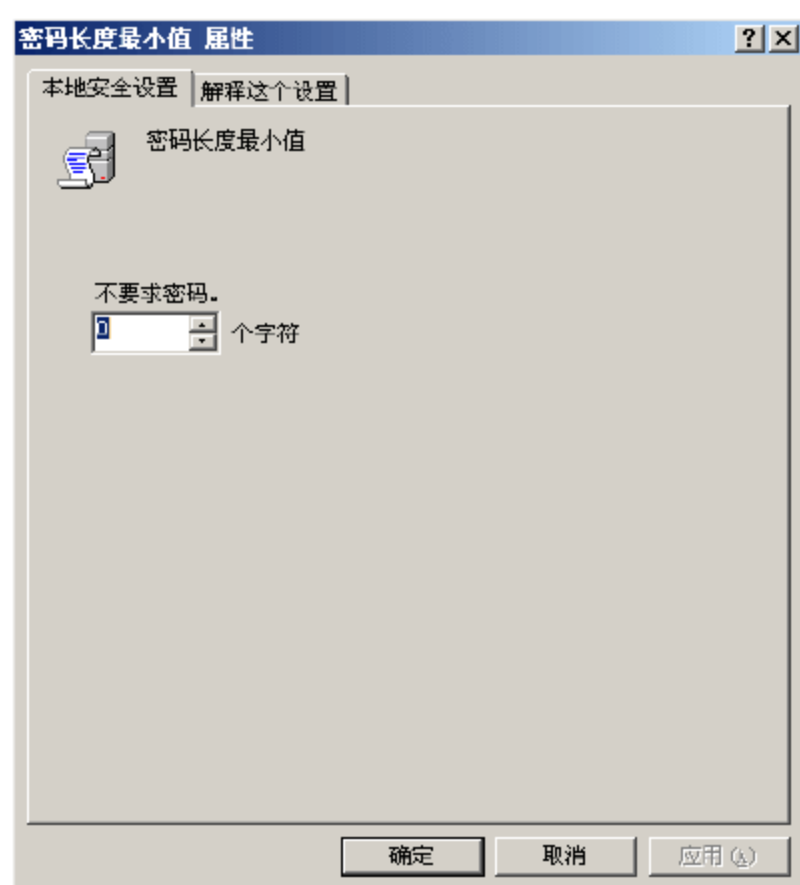 密码长度最小值 属性
本地安全设置
解释这个设置
密码长度最小值
不要求密码。
0 个字符
确定
取消
应用(A)